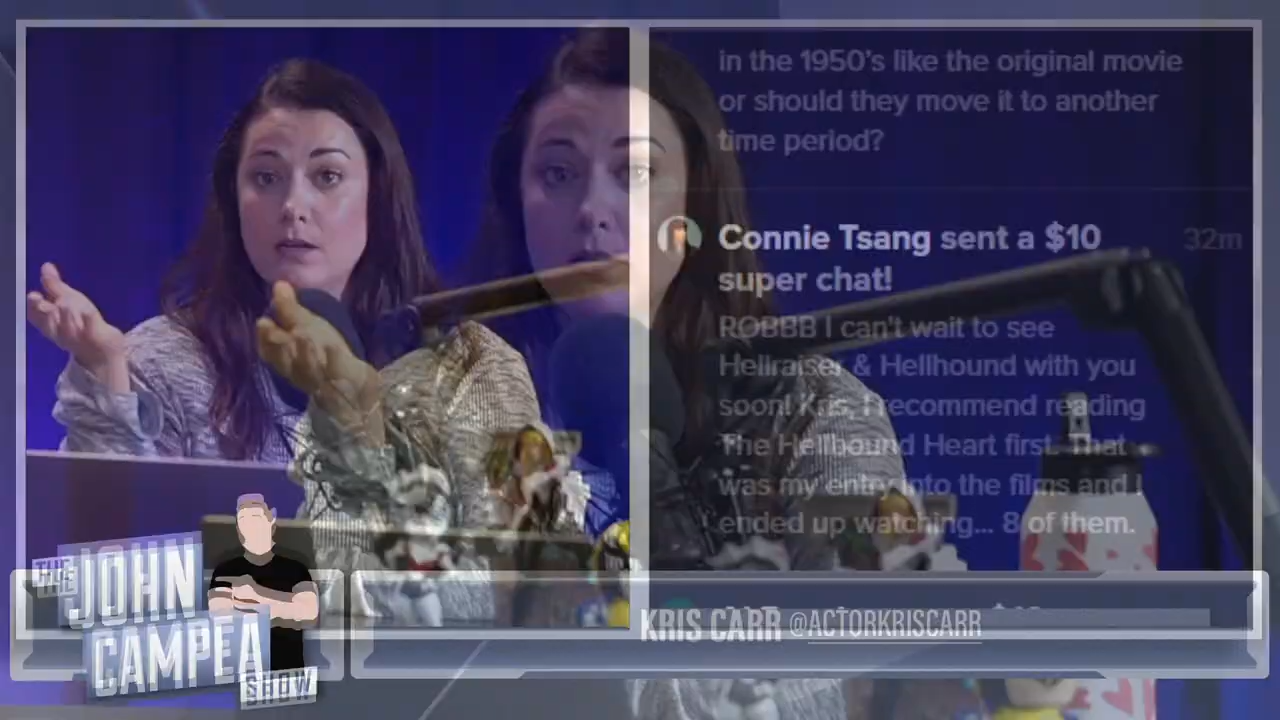 in the 1950's like the original movie
or should they move it to another
time period?
Connie Tsang sent a $10
super chat!
32m
ROBBB I can't wait to see
Hellraiser & Hellhound with you
soon! Kris, I recommend reading
The Hellbound Heart first. That
was my entry into the films and I
ended up watching... 8 of them.
KRIS CARR @ACTORKRISCARR
THE
JOHN
CAMPEA
SHOW